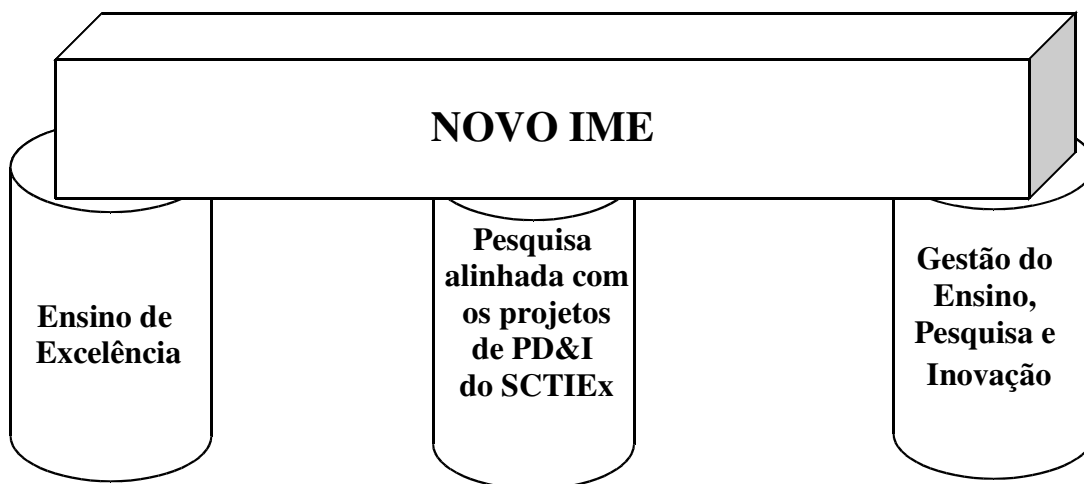 NOVO IME
Ensino de
Excelência
Pesquisa
alinhada com
os projetos
de PD&I
do SCTIEx
Gestão do
Ensino,
Pesquisa e
Inovação